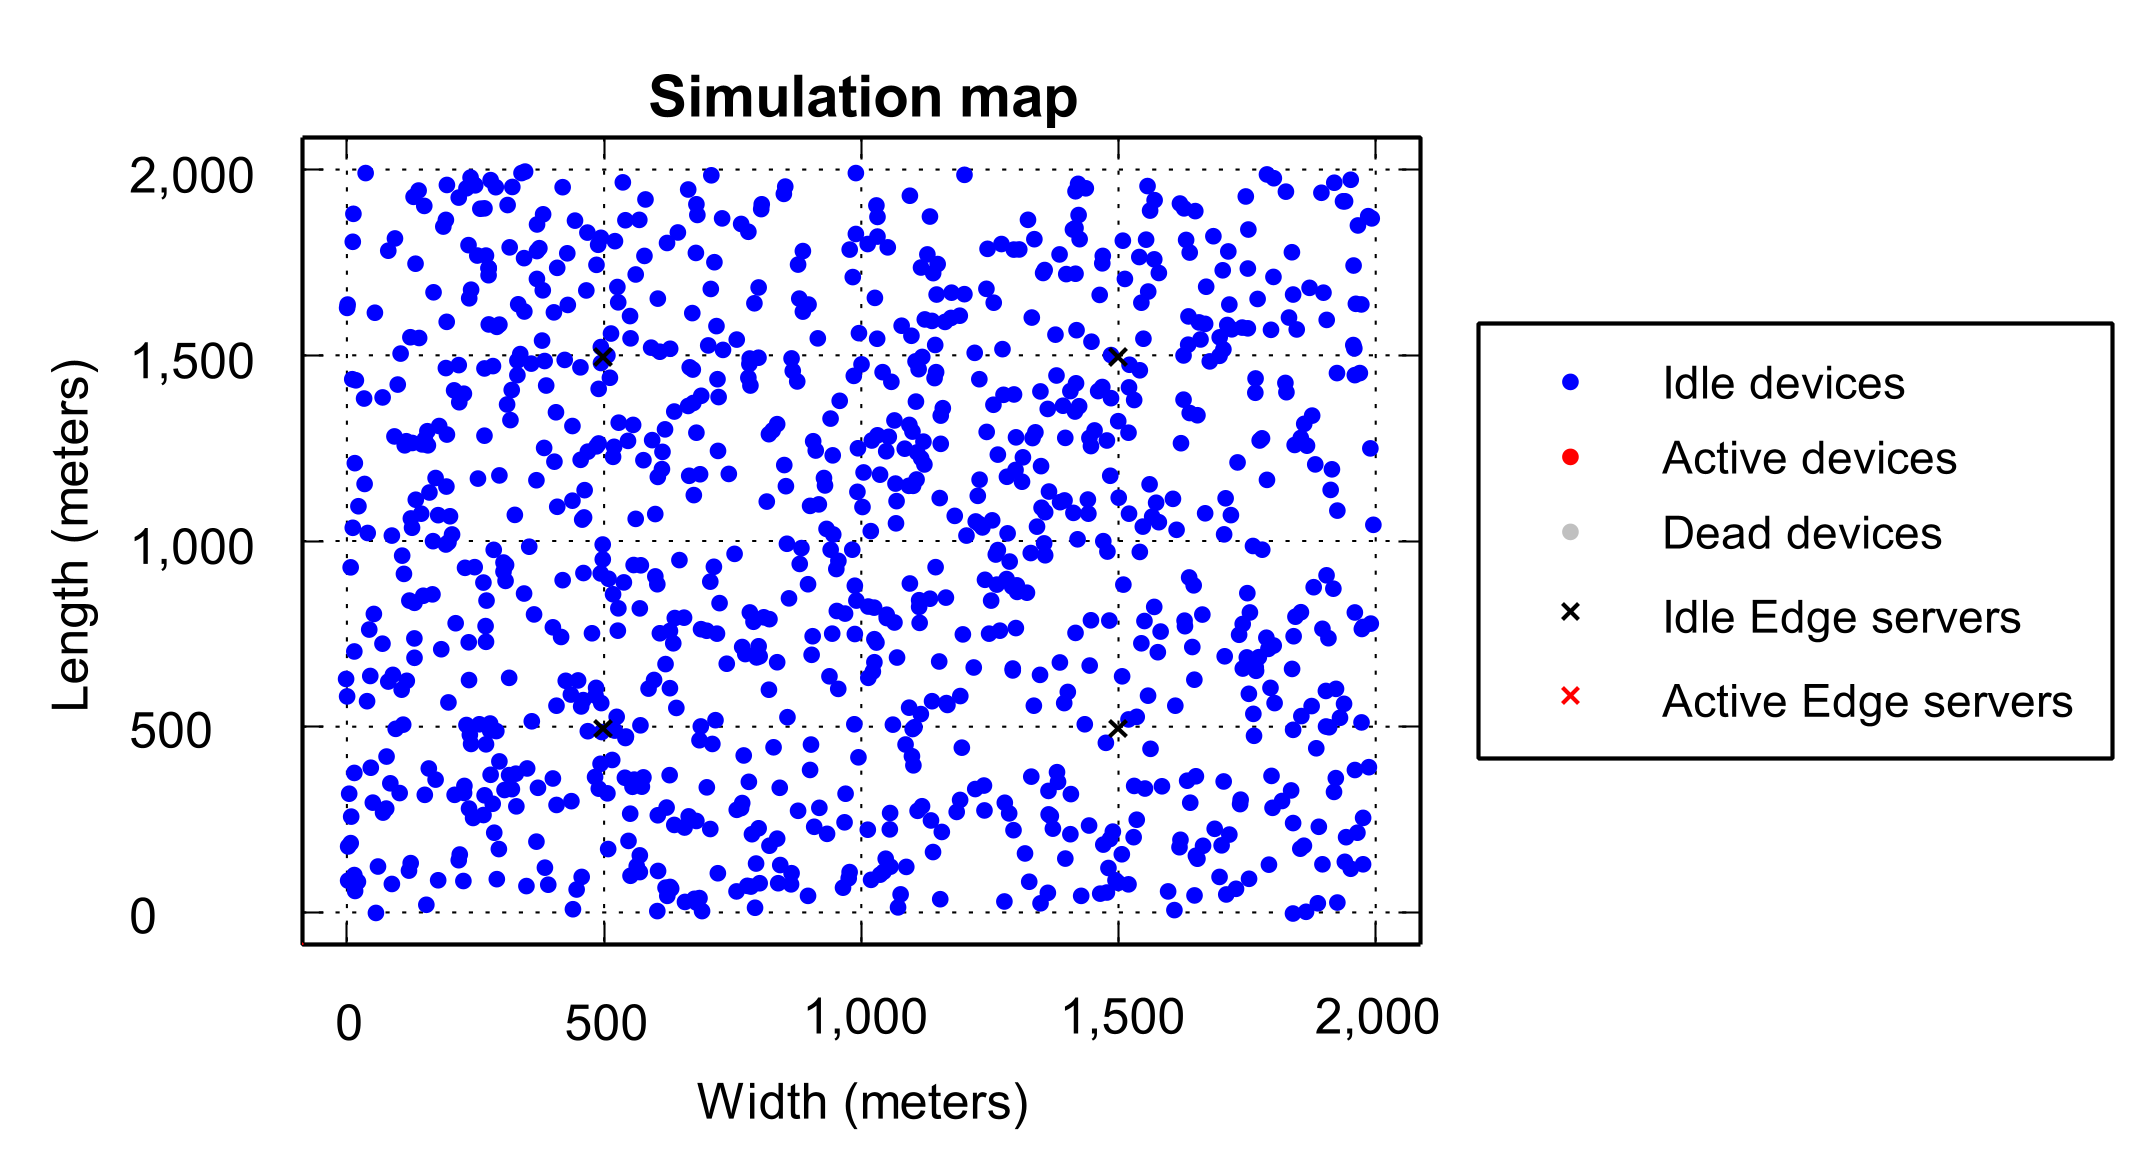 Simulation map
2,000
1,500
1,000
500
0
Length (meters)
0 500 1,000 1,500 2,000
Width (meters)
Idle devices
Active devices
Dead devices
Idle Edge servers
Active Edge servers